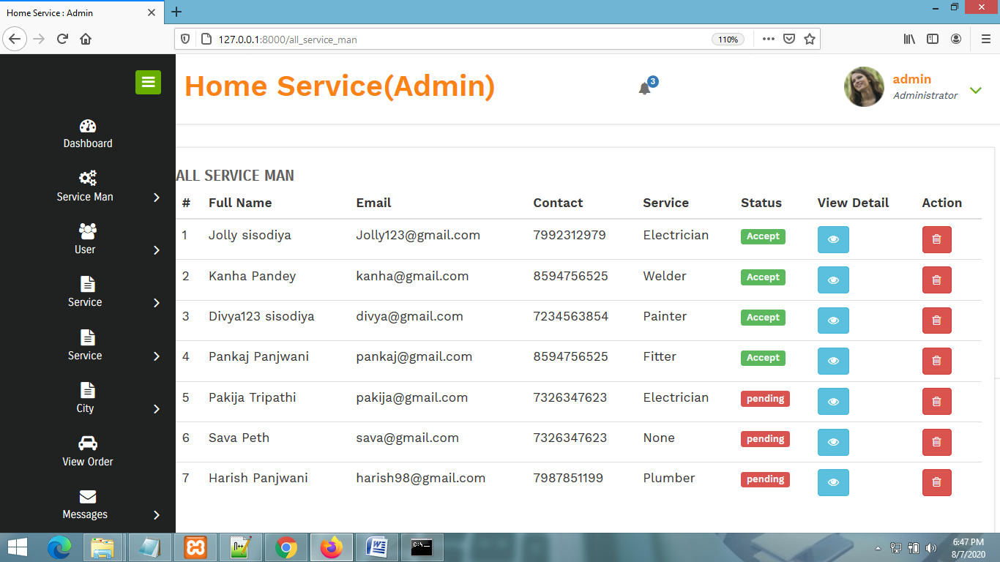 Home Service : Admin
127.0.0.1:8000/all_service_man
110%
Home Service(Admin)
3
admin
Administrator
Dashboard
Service Man
User
Service
Service
City
View Order
Messages
ALL SERVICE MAN
# Full Name Email Contact Service Status View Detail Action
1 Jolly sisodiya Jolly123@gmail.com 7992312979 Electrician Accept
2 Kanha Pandey kanha@gmail.com 8594756525 Welder Accept
3 Divya123 sisodiya divya@gmail.com 7234563854 Painter Accept
4 Pankaj Panjwani pankaj@gmail.com 8594756525 Fitter Accept
5 Pakija Tripathi pakija@gmail.com 7326347623 Electrician pending
6 Sava Peth sava@gmail.com 7326347623 None pending
7 Harish Panjwani harish98@gmail.com 7987851199 Plumber pending
6:47 PM
8/7/2020